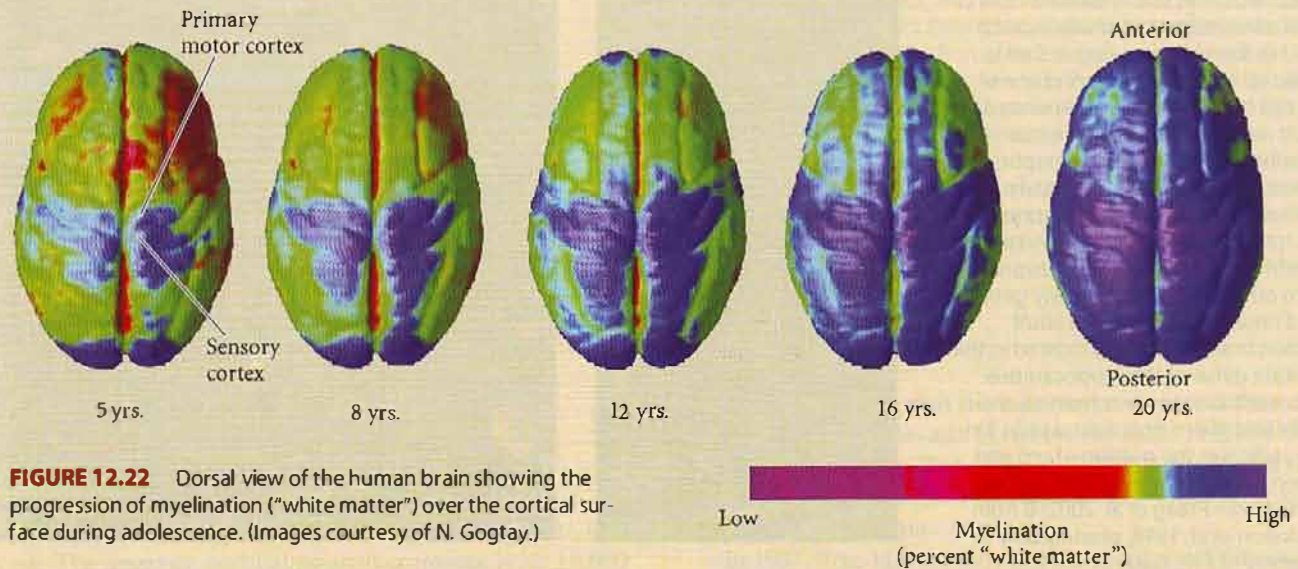 Primary
motor cortex
Anterior
Sensory
cortex
Posterior
5 yrs.
8 yrs.
12 yrs.
16 yrs.
20 yrs.
FIGURE 12.22 Dorsal view of the human brain showing the
progression of myelination ("white matter") over the cortical sur-
face during adolescence. (Images courtesy of N. Gogtay.)
Low
High
Myelination
(percent "white matter")